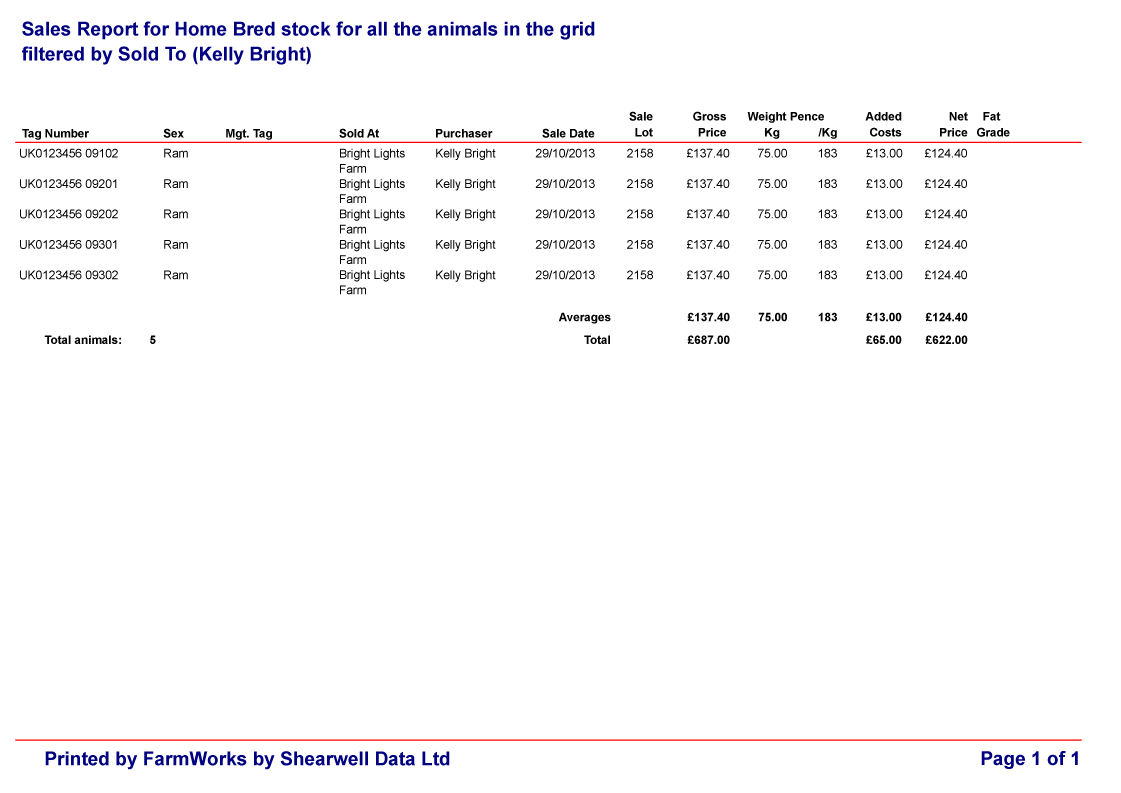 Sales Report for Home Bred stock for all the animals in the grid
filtered by Sold To (Kelly Bright)
Sale Gross Weight Pence Added Net Fat
Tag Number Sex Mgt. Tag Sold At Purchaser Sale Date Lot Price Kg /Kg Costs Price Grade
UK0123456 09102 Ram Bright Lights Kelly Bright 29/10/2013 2158 £137.40 75.00 183 £13.00 £124.40
Farm
UK0123456 09201 Ram Bright Lights Kelly Bright 29/10/2013 2158 £137.40 75.00 183 £13.00 £124.40
Farm
UK0123456 09202 Ram Bright Lights Kelly Bright 29/10/2013 2158 £137.40 75.00 183 £13.00 £124.40
Farm
UK0123456 09301 Ram Bright Lights Kelly Bright 29/10/2013 2158 £137.40 75.00 183 £13.00 £124.40
Farm
UK0123456 09302 Ram Bright Lights Kelly Bright 29/10/2013 2158 £137.40 75.00 183 £13.00 £124.40
Farm
Averages £137.40 75.00 183 £13.00 £124.40
Total animals: 5 Total £687.00 £65.00 £622.00
Printed by FarmWorks by Shearwell Data Ltd Page 1 of 1